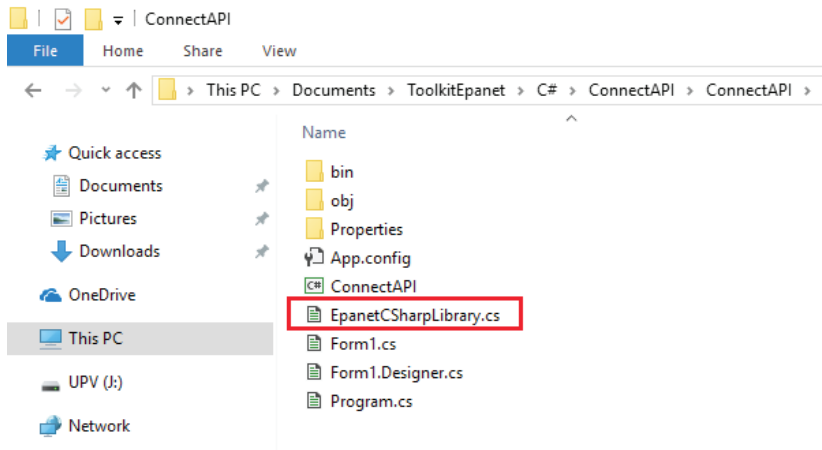 ConnectAPI
File Home Share View
This PC > Documents > ToolkitEpanet > C# > ConnectAPI > ConnectAPI >
Name
Quick access
Documents
Pictures
Downloads
OneDrive
This PC
UPV (J:)
Network
bin
obj
Properties
App.config
C# ConnectAPI
EpanetCSharpLibrary.cs
Form1.cs
Form1.Designer.cs
Program.cs